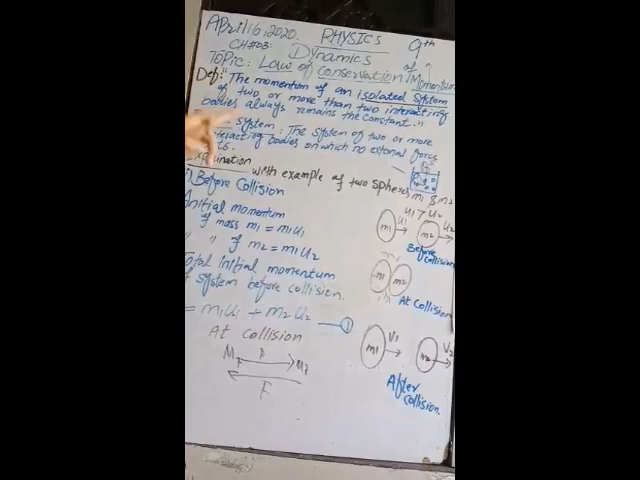 April 16, 2020. PHYSICS 9th
CH#03: Dynamics
Topic: Law of Conservation of Momentum
Def: "The momentum of an isolated system
of two or more than two interacting
bodies always remains the constant."
System: The system of two or more
interacting bodies on which no external force
Explanation with example of two spheres m1 & m2
i) Before Collision
u1 > u2
m1 u1 m2 u2
Before Collision
Initial momentum
of mass m1 = m1u1
" " of m2 = m1u2
Total initial momentum
of system before collision.
m1 m2
At Collision
= m1u1 + m2u2 — 1
At collision
m1 V1 m2 V2
After Collision.
F
F